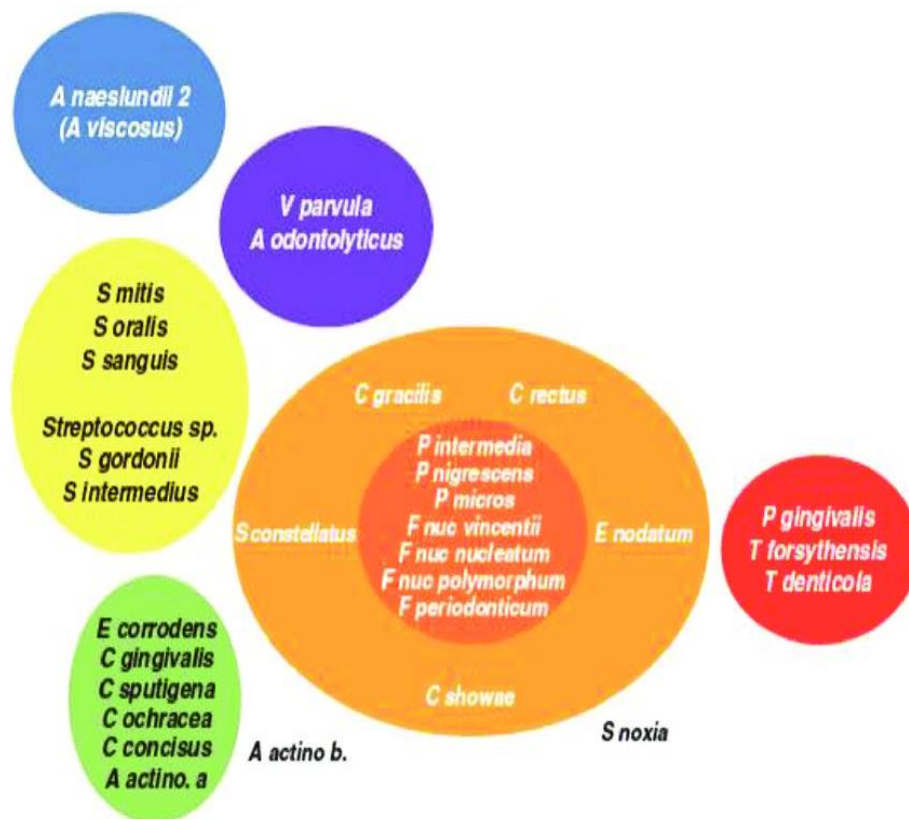 A naeslundii 2
(A viscosus)
V parvula
A odontolyticus
S mitis
S oralis
S sanguis
Streptococcus sp.
S gordonii
S intermedius
C gracilis
C rectus
P intermedia
P nigrescens
P micros
F nuc vincentii
F nuc nucleatum
F nuc polymorphum
F periodonticum
S constellatus
E nodatum
C showae
P gingivalis
T forsythensis
T denticola
E corrodens
C gingivalis
C sputigena
C ochracea
C concisus
A actino. a
A actino b.
S noxia